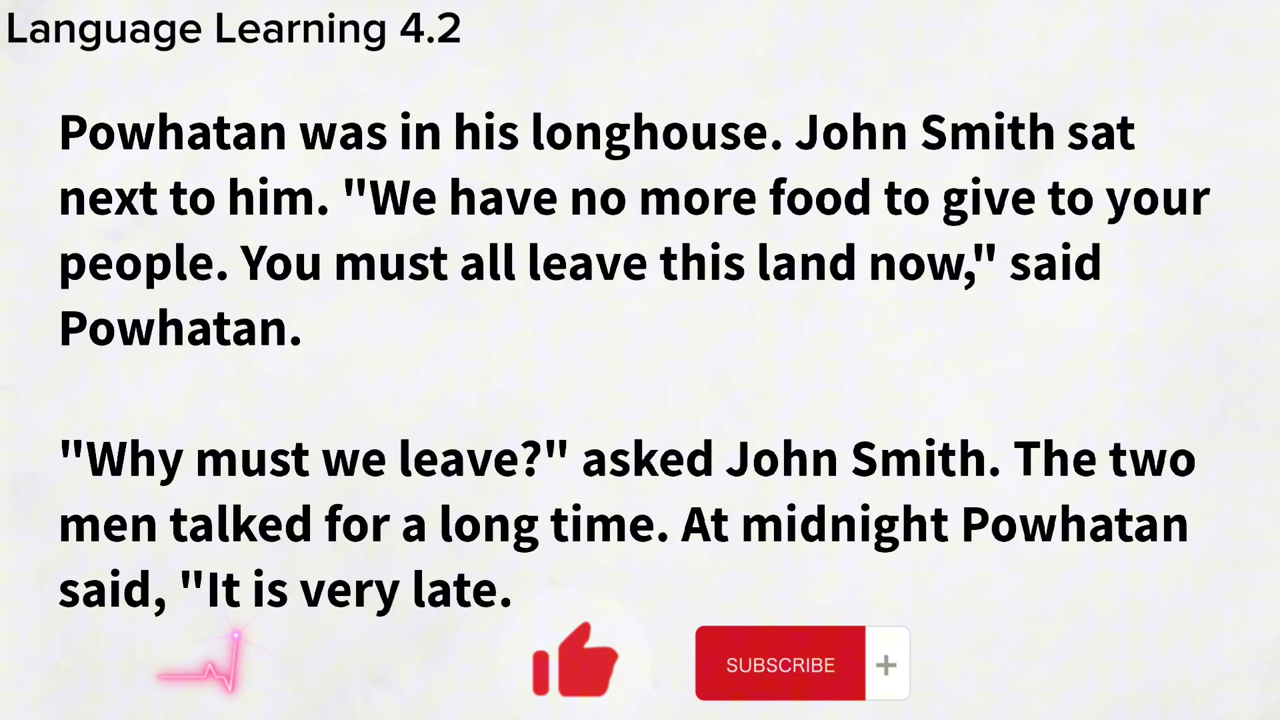 Language Learning 4.2
Powhatan was in his longhouse. John Smith sat
next to him. "We have no more food to give to your
people. You must all leave this land now," said
Powhatan.
"Why must we leave?" asked John Smith. The two
men talked for a long time. At midnight Powhatan
said, "It is very late.
SUBSCRIBE +